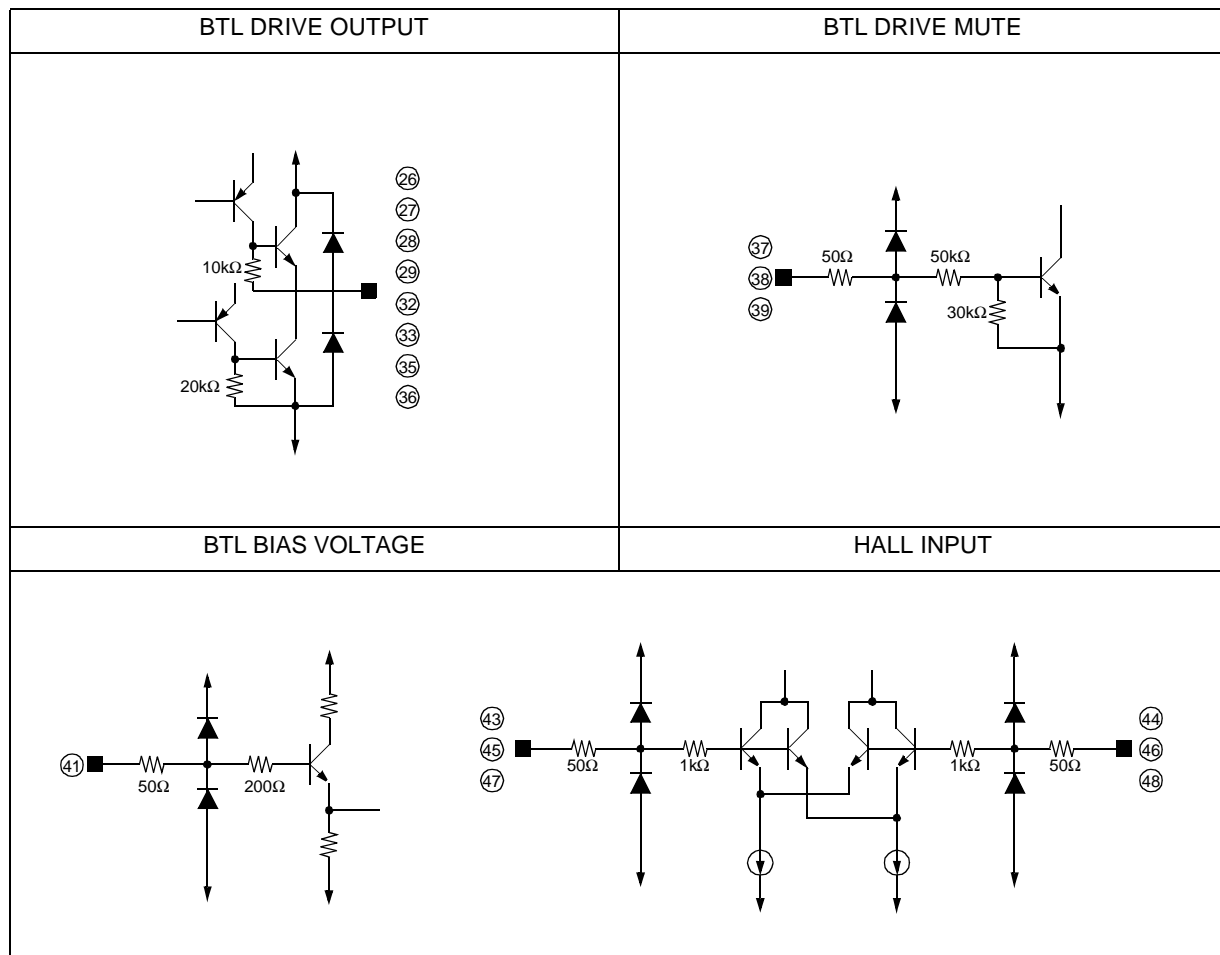 BTL DRIVE OUTPUT
BTL DRIVE MUTE
26
27
28
29
32
33
35
36
10kΩ
20kΩ
37
38
39
50Ω
50kΩ
30kΩ
BTL BIAS VOLTAGE
HALL INPUT
41
50Ω
200Ω
43
45
47
50Ω
1kΩ
1kΩ
50Ω
44
46
48